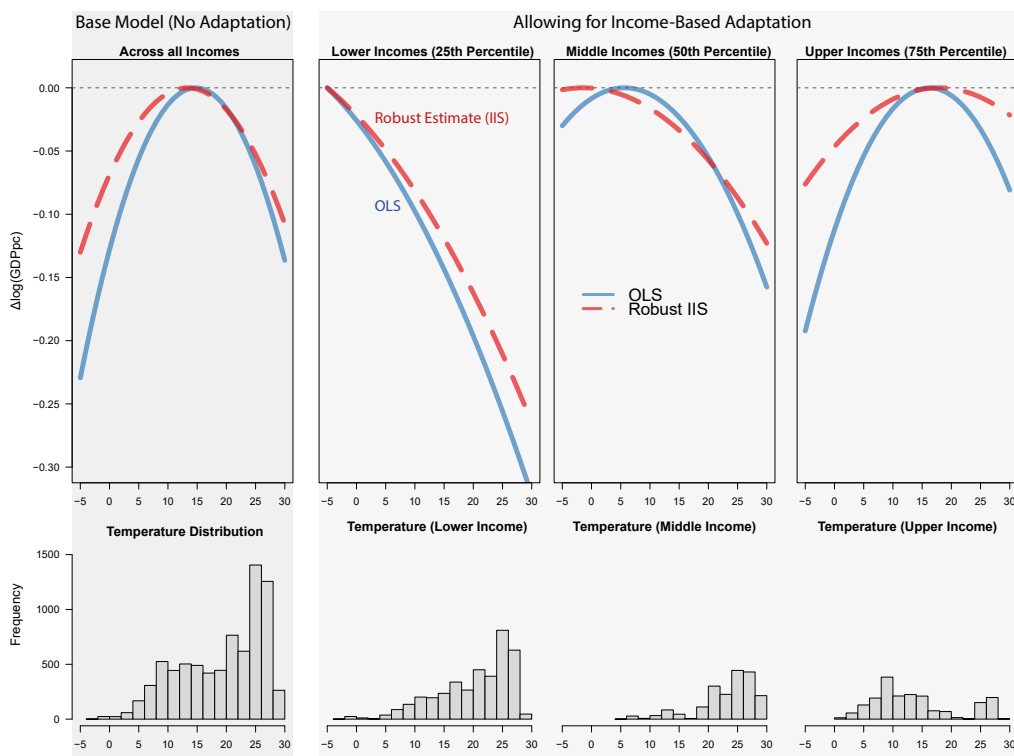 Base Model (No Adaptation)
Allowing for Income-Based Adaptation
Across all Incomes
Lower Incomes (25th Percentile)
Middle Incomes (50th Percentile)
Upper Incomes (75th Percentile)
Δlog(GDPpc)
0.00
−0.05
−0.10
−0.15
−0.20
−0.25
−0.30
Robust Estimate (IIS)
OLS
OLS
Robust IIS
−5 0 5 10 15 20 25 30
−5 0 5 10 15 20 25 30
−5 0 5 10 15 20 25 30
−5 0 5 10 15 20 25 30
Temperature Distribution
Temperature (Lower Income)
Temperature (Middle Income)
Temperature (Upper Income)
Frequency
1500
1000
500
0
−5 0 5 10 15 20 25 30
−5 0 5 10 15 20 25 30
−5 0 5 10 15 20 25 30
−5 0 5 10 15 20 25 30